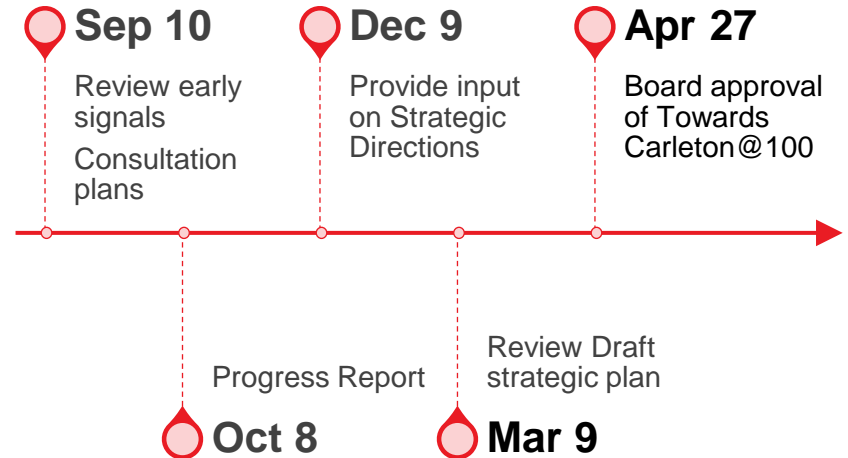 Sep 10
Review early
signals
Consultation
plans
Dec 9
Provide input
on Strategic
Directions
Apr 27
Board approval
of Towards
Carleton@100
Progress Report
Oct 8
Review Draft
strategic plan
Mar 9